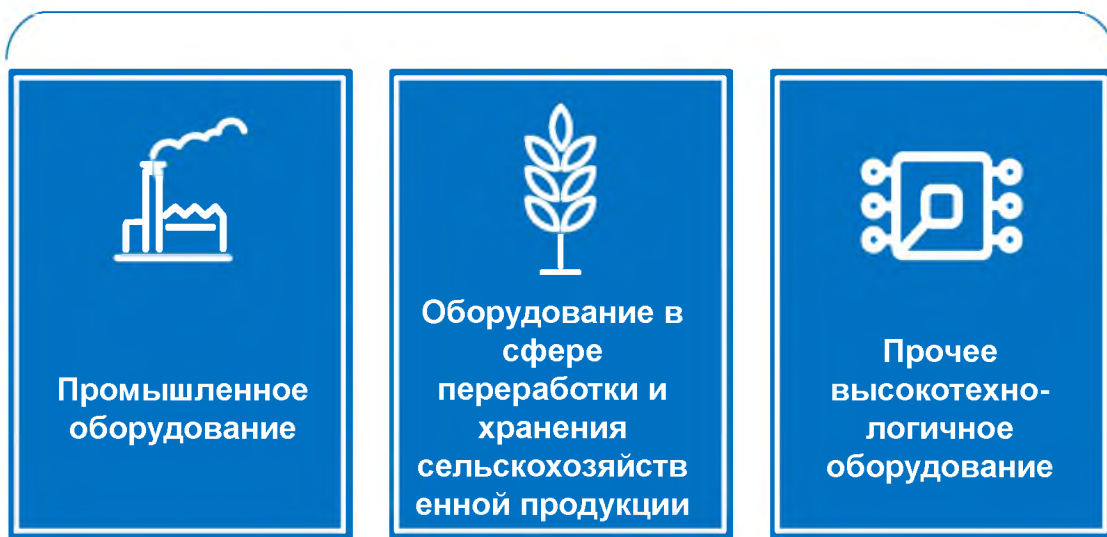 Промышленное
оборудование
Оборудование в
сфере
переработки и
хранения
сельскохозяйств
енной продукции
Прочее
высокотехно-
логичное
оборудование